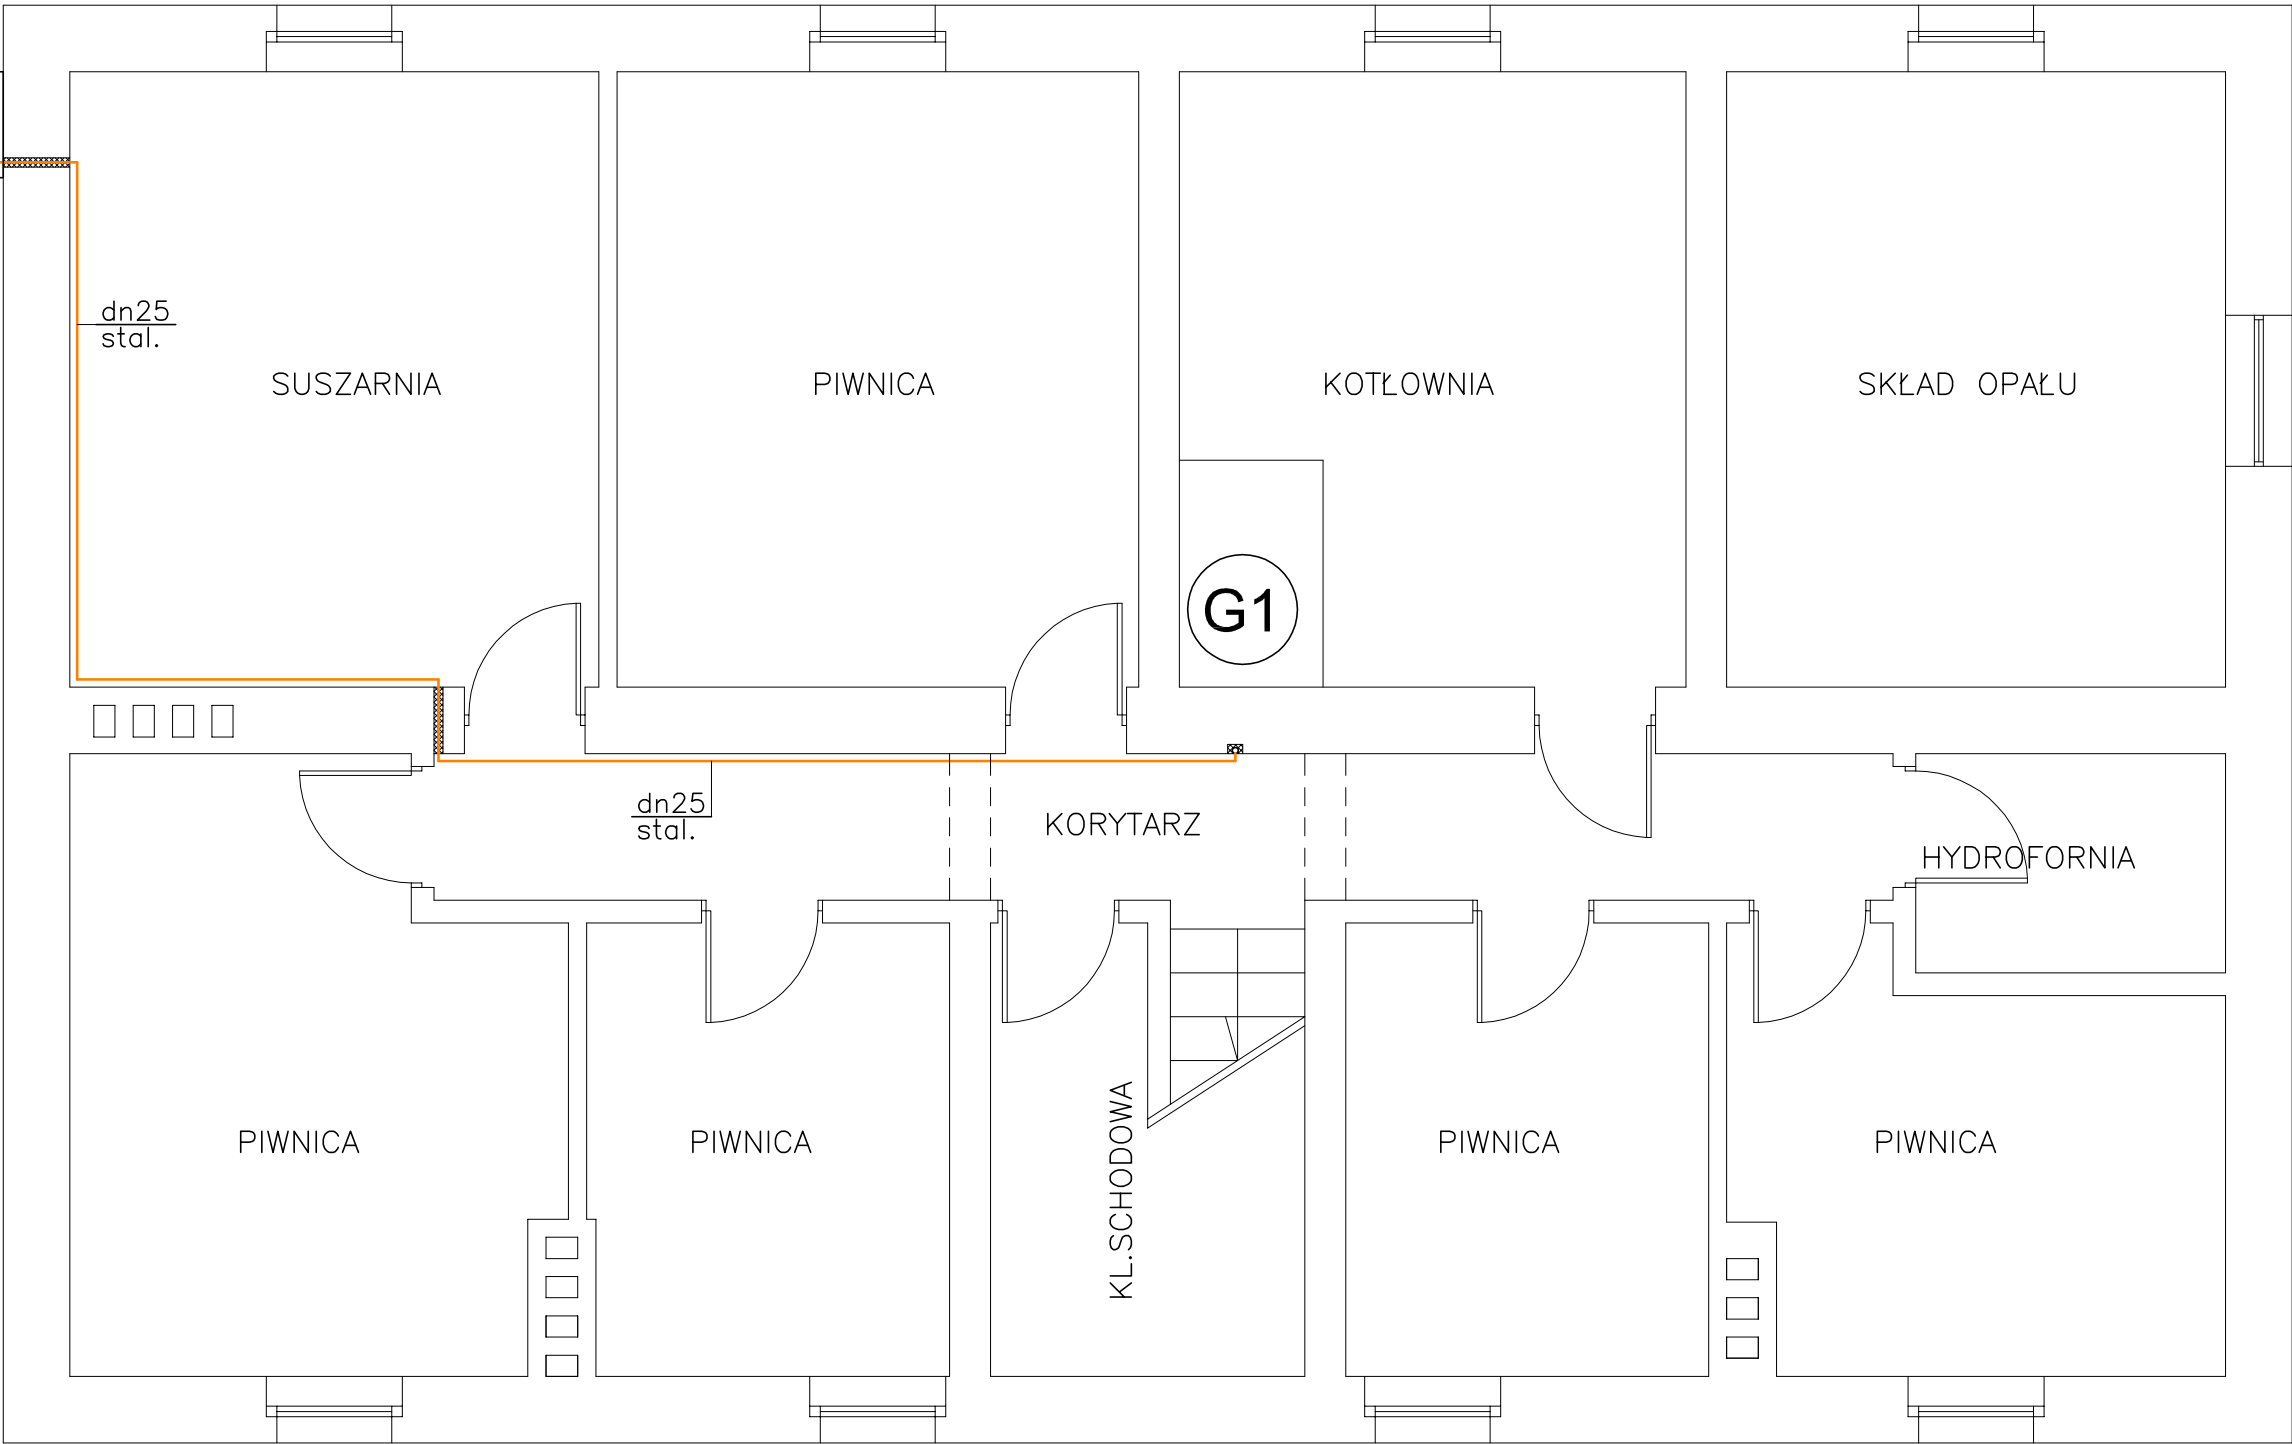 dn25
stal.
SUSZARNIA
PIWNICA
KOTŁOWNIA
SKŁAD OPAŁU
G1
dn25
stal.
KORYTARZ
HYDROFORNIA
PIWNICA
PIWNICA
KL.SCHODOWA
PIWNICA
PIWNICA